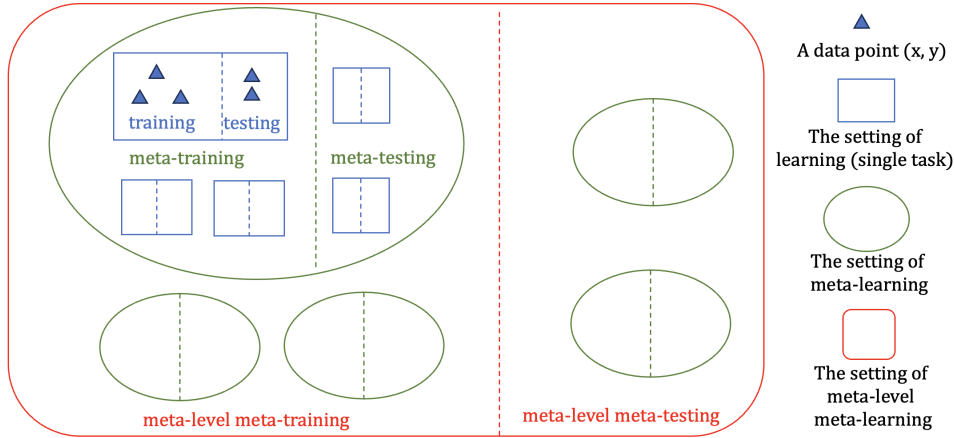 training
testing
meta-training
meta-testing
meta-level meta-training
meta-level meta-testing
A data point (x, y)
The setting of
learning (single task)
The setting of
meta-learning
The setting of
meta-level
meta-learning